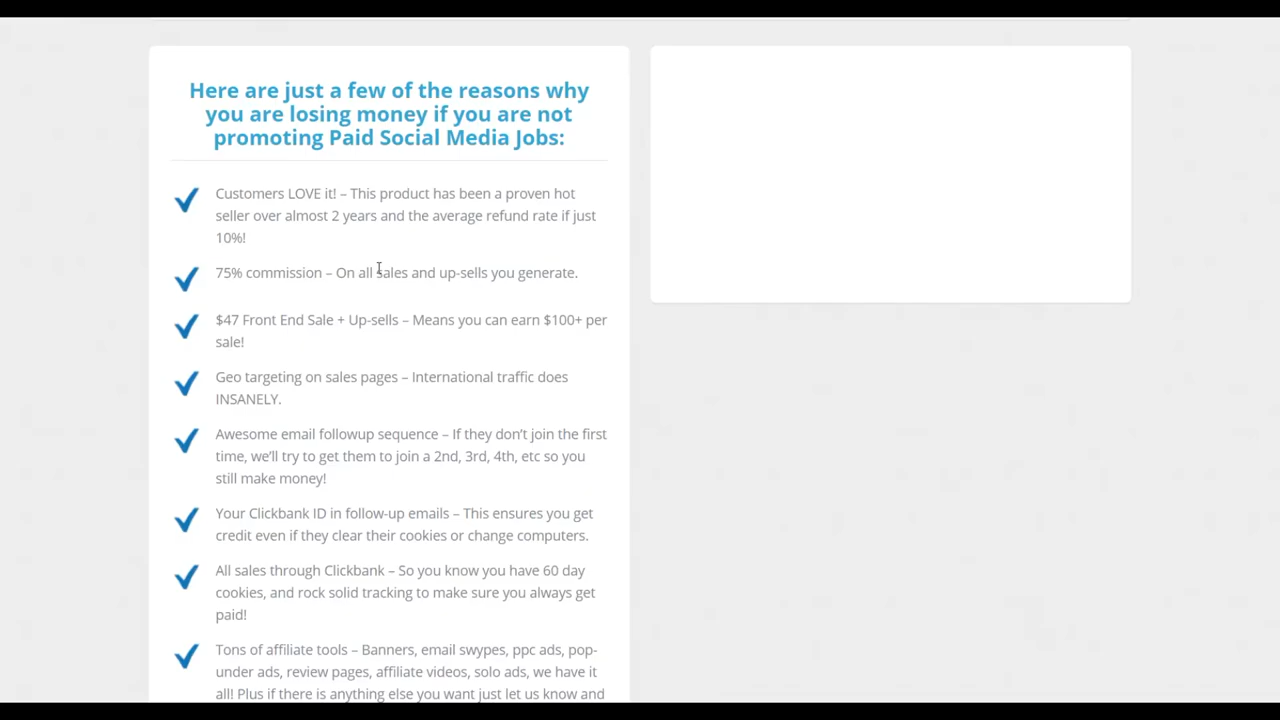 Here are just a few of the reasons why
you are losing money if you are not
promoting Paid Social Media Jobs:
Customers LOVE it! – This product has been a proven hot
seller over almost 2 years and the average refund rate if just
10%!
75% commission – On all sales and up-sells you generate.
$47 Front End Sale + Up-sells – Means you can earn $100+ per
sale!
Geo targeting on sales pages – International traffic does
INSANELY.
Awesome email followup sequence – If they don’t join the first
time, we’ll try to get them to join a 2nd, 3rd, 4th, etc so you
still make money!
Your Clickbank ID in follow-up emails – This ensures you get
credit even if they clear their cookies or change computers.
All sales through Clickbank – So you know you have 60 day
cookies, and rock solid tracking to make sure you always get
paid!
Tons of affiliate tools – Banners, email swypes, ppc ads, pop-
under ads, review pages, affiliate videos, solo ads, we have it
all! Plus if there is anything else you want just let us know and